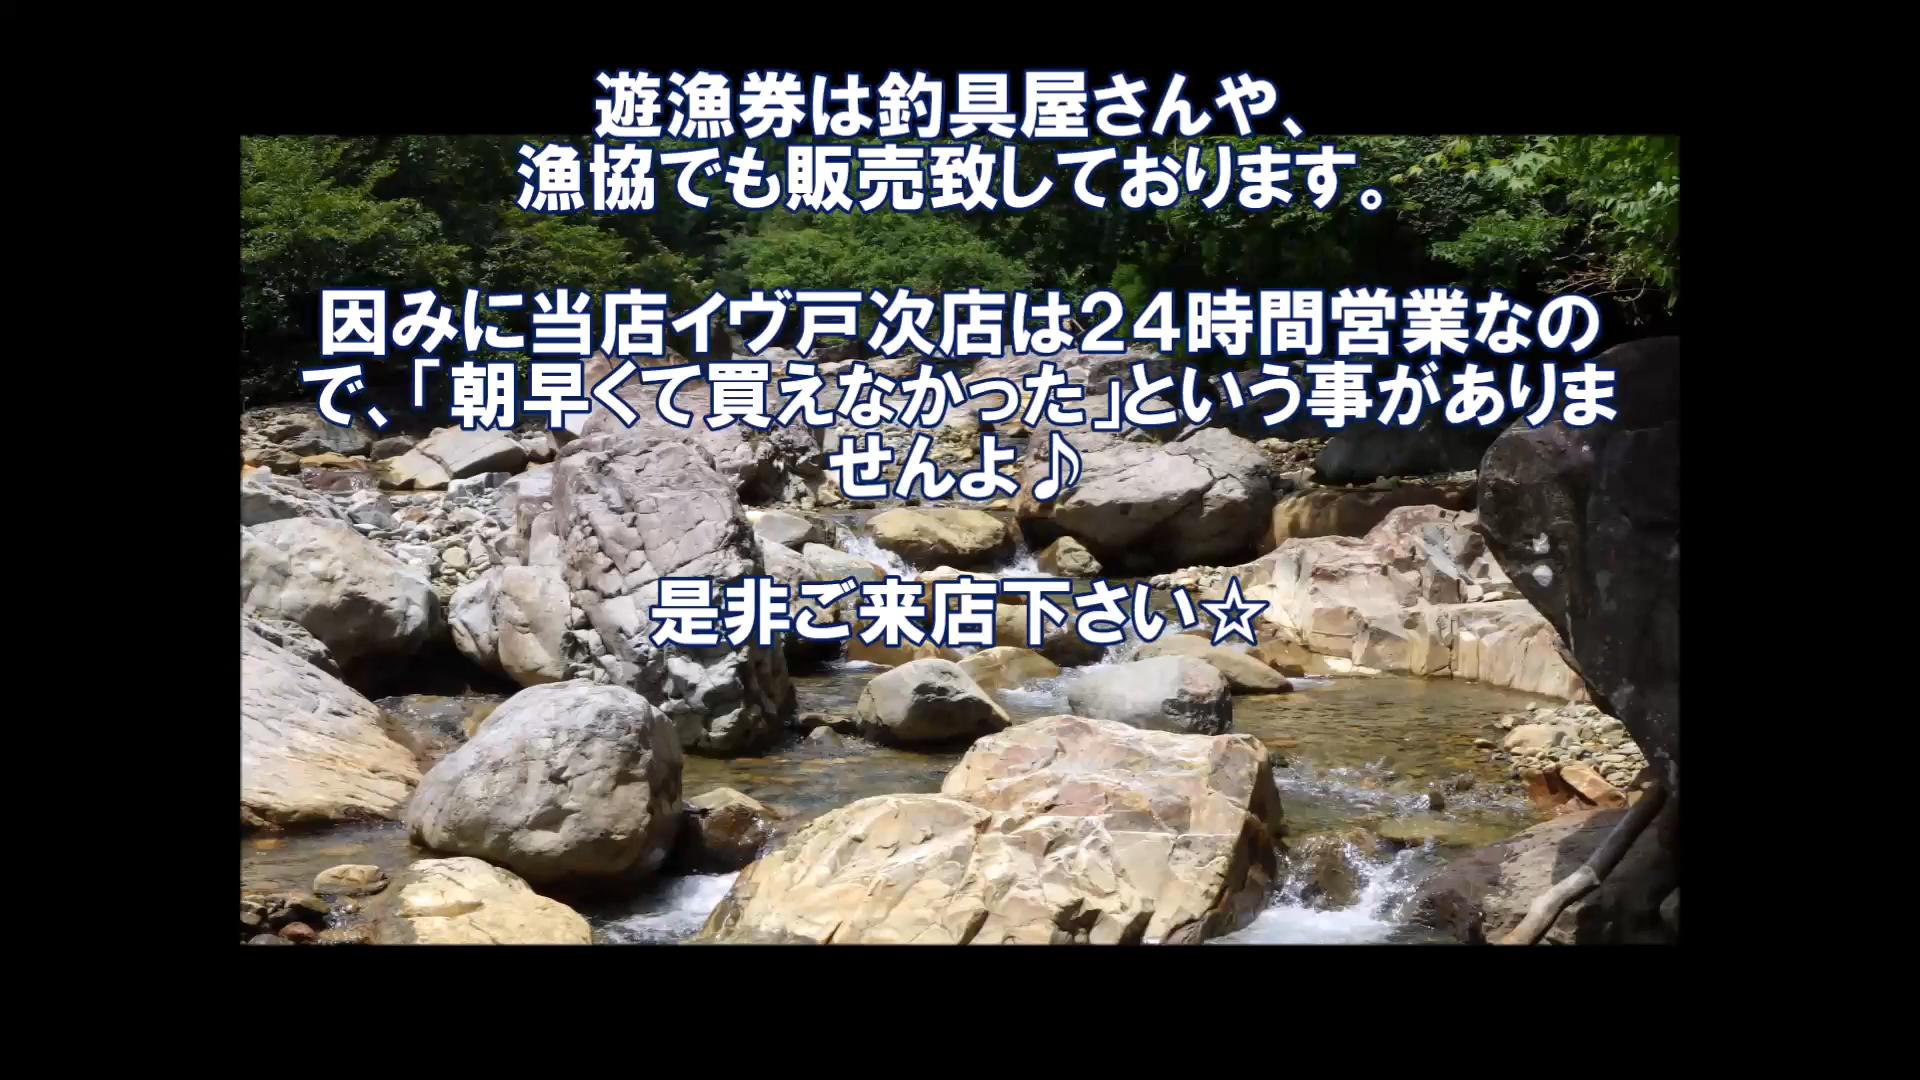 遊漁券は釣具屋さんや、
漁協でも販売致しております。
因みに当店イヴ戸次店は２４時間営業なの
で、「朝早くて買えなかった」という事がありま
せんよ♪
是非ご来店下さい☆